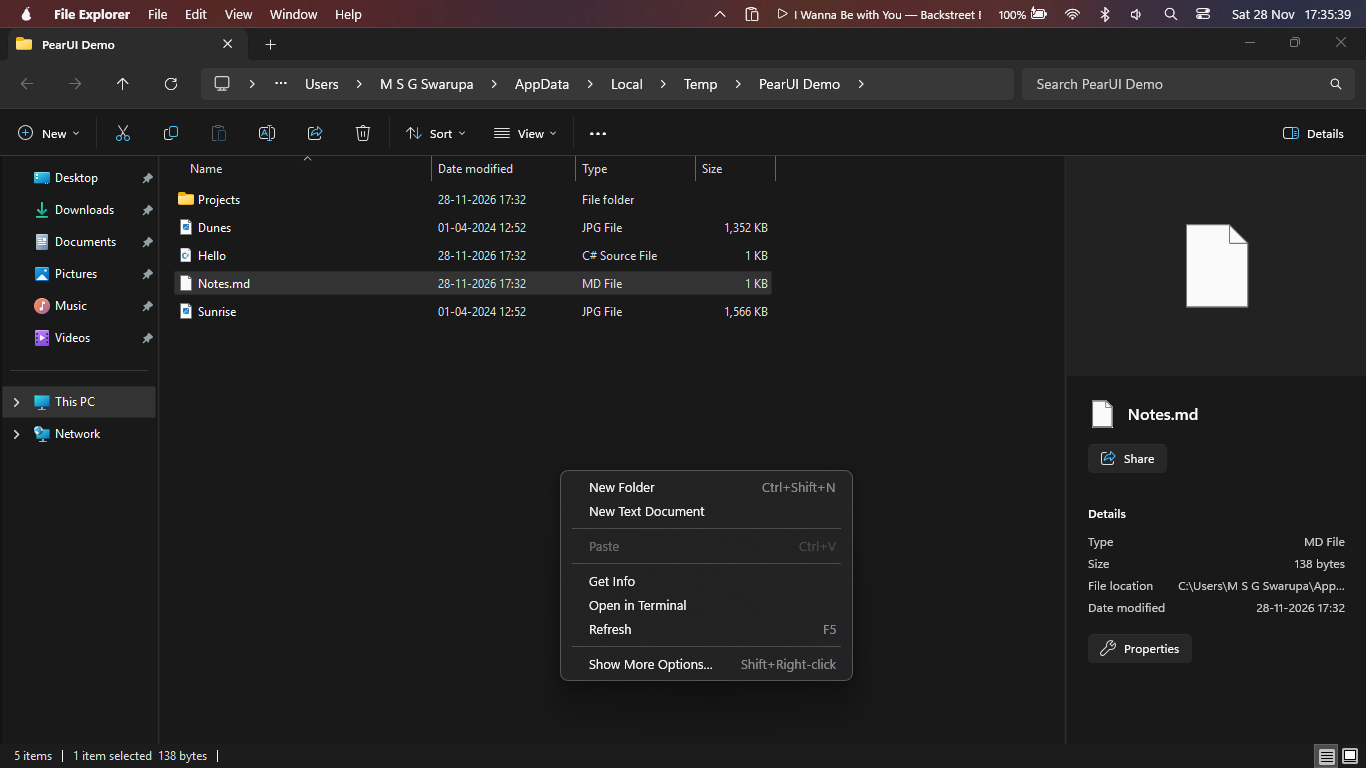 File Explorer File Edit View Window Help I Wanna Be with You — Backstreet 100% Sat 28 Nov 17:35:39
PearUI Demo
Users M S G Swarupa AppData Local Temp PearUI Demo Search PearUI Demo
New Sort View Details
Desktop
Downloads
Documents
Pictures
Music
Videos
This PC
Network
Name Date modified Type Size
Projects 28-11-2026 17:32 File folder
Dunes 01-04-2024 12:52 JPG File 1,352 KB
Hello 28-11-2026 17:32 C# Source File 1 KB
Notes.md 28-11-2026 17:32 MD File 1 KB
Sunrise 01-04-2024 12:52 JPG File 1,566 KB
New Folder Ctrl+Shift+N
New Text Document
Paste Ctrl+V
Get Info
Open in Terminal
Refresh F5
Show More Options... Shift+Right-click
Notes.md
Share
Details
Type MD File
Size 138 bytes
File location C:\Users\M S G Swarupa\App...
Date modified 28-11-2026 17:32
Properties
5 items 1 item selected 138 bytes